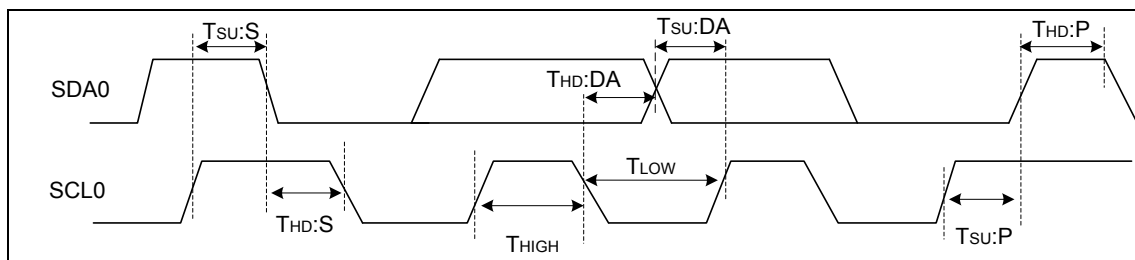 TSU:S
TSU:DA
THD:P
SDA0
THD:DA
SCL0
TLOW
THD:S
THIGH
TSU:P